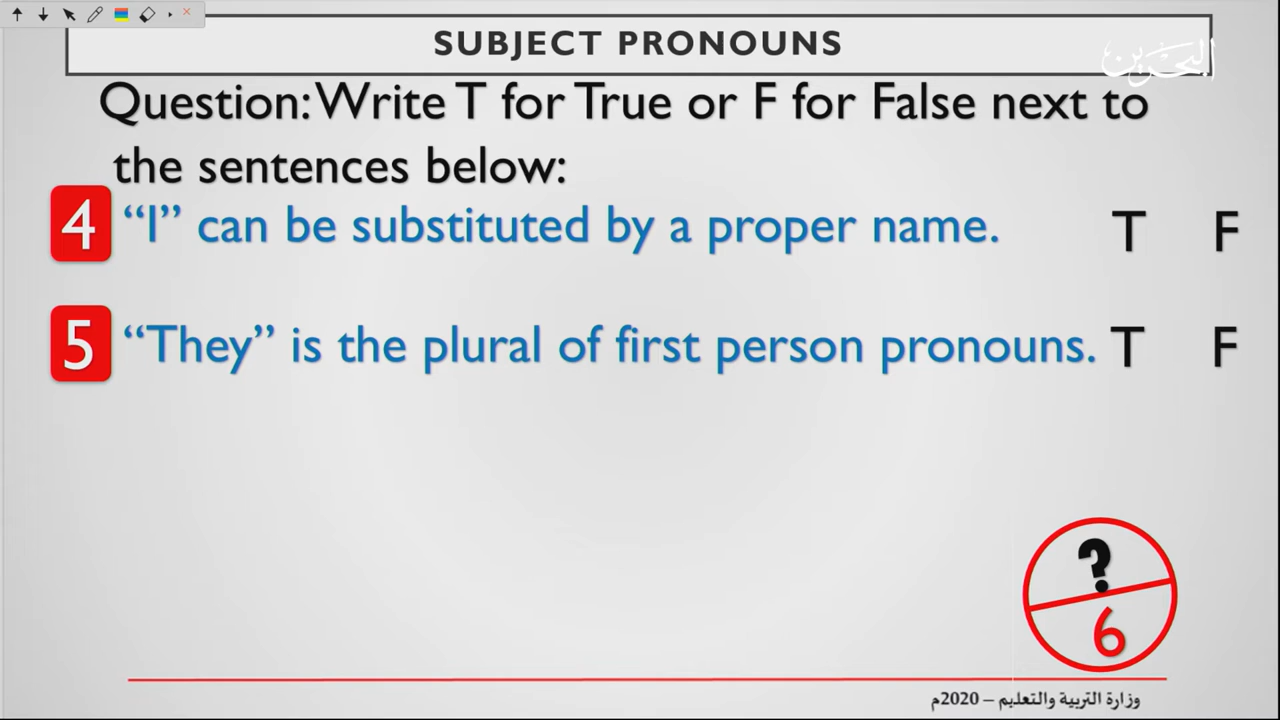 SUBJECT PRONOUNS
البحرين
Question: Write T for True or F for False next to
the sentences below:
4 “I” can be substituted by a proper name. T F
5 “They” is the plural of first person pronouns. T F
?
6
وزارة التربية والتعليم – 2020م